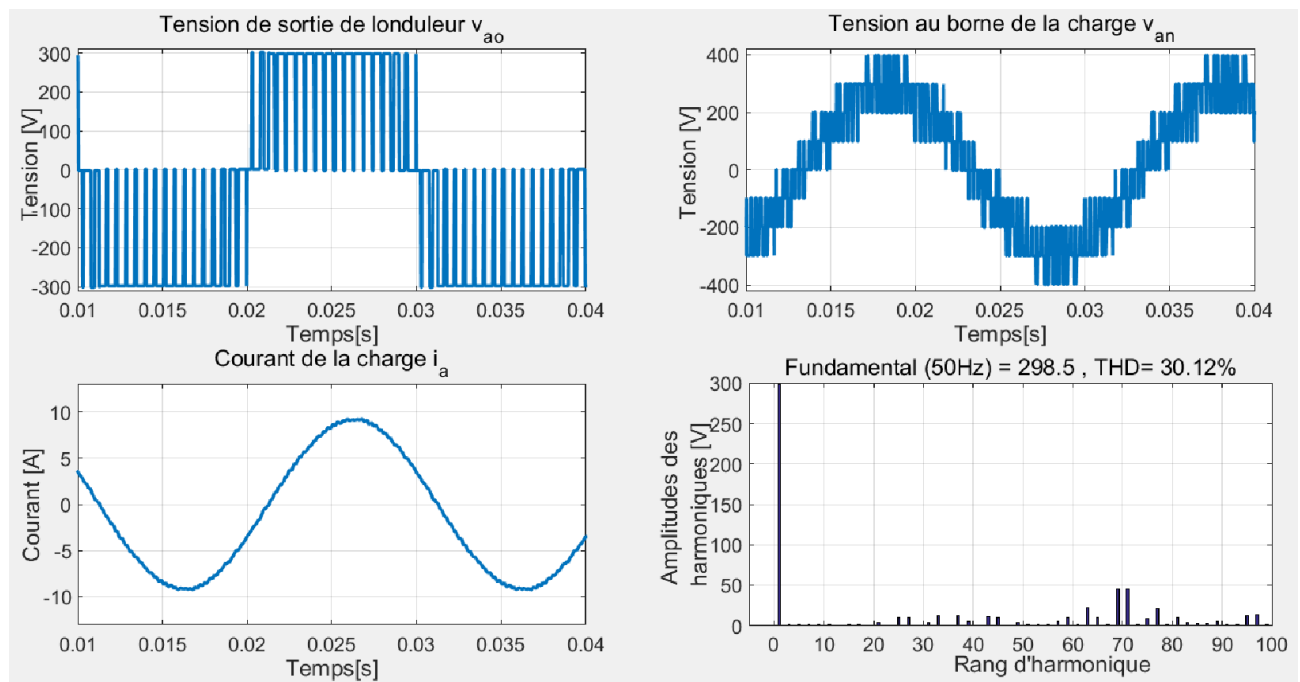 Tension de sortie de londuleur v_ao
Tension [V]
300
200
100
0
-100
-200
-300
0.01 0.015 0.02 0.025 0.03 0.035 0.04
Temps[s]
Tension au borne de la charge v_an
Tension [V]
400
200
0
-200
-400
0.01 0.015 0.02 0.025 0.03 0.035 0.04
Temps[s]
Courant de la charge i_a
Courant [A]
10
5
0
-5
-10
0.01 0.015 0.02 0.025 0.03 0.035 0.04
Temps[s]
Fundamental (50Hz) = 298.5 , THD= 30.12%
Amplitudes des
harmoniques [V]
300
250
200
150
100
50
0
0 10 20 30 40 50 60 70 80 90 100
Rang d'harmonique